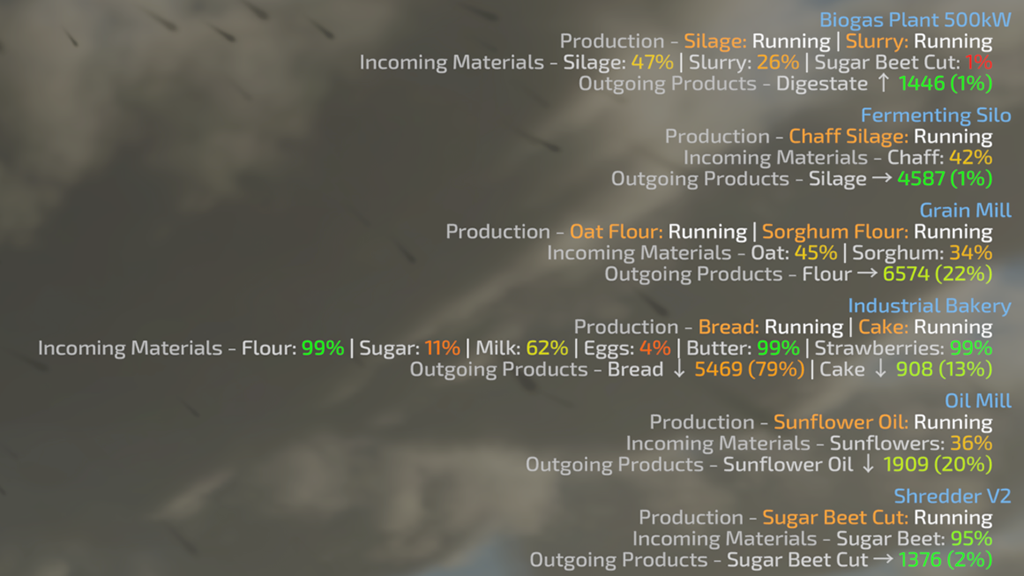 Biogas Plant 500kW
Production - Silage: Running | Slurry: Running
Incoming Materials - Silage: 47% | Slurry: 26% | Sugar Beet Cut: 1%
Outgoing Products - Digestate ↑ 1446 (1%)
Fermenting Silo
Production - Chaff Silage: Running
Incoming Materials - Chaff: 42%
Outgoing Products - Silage → 4587 (1%)
Grain Mill
Production - Oat Flour: Running | Sorghum Flour: Running
Incoming Materials - Oat: 45% | Sorghum: 34%
Outgoing Products - Flour → 6574 (22%)
Industrial Bakery
Production - Bread: Running | Cake: Running
Incoming Materials - Flour: 99% | Sugar: 11% | Milk: 62% | Eggs: 4% | Butter: 99% | Strawberries: 99%
Outgoing Products - Bread ↓ 5469 (79%) | Cake ↓ 908 (13%)
Oil Mill
Production - Sunflower Oil: Running
Incoming Materials - Sunflowers: 36%
Outgoing Products - Sunflower Oil ↓ 1909 (20%)
Shredder V2
Production - Sugar Beet Cut: Running
Incoming Materials - Sugar Beet: 95%
Outgoing Products - Sugar Beet Cut → 1376 (2%)